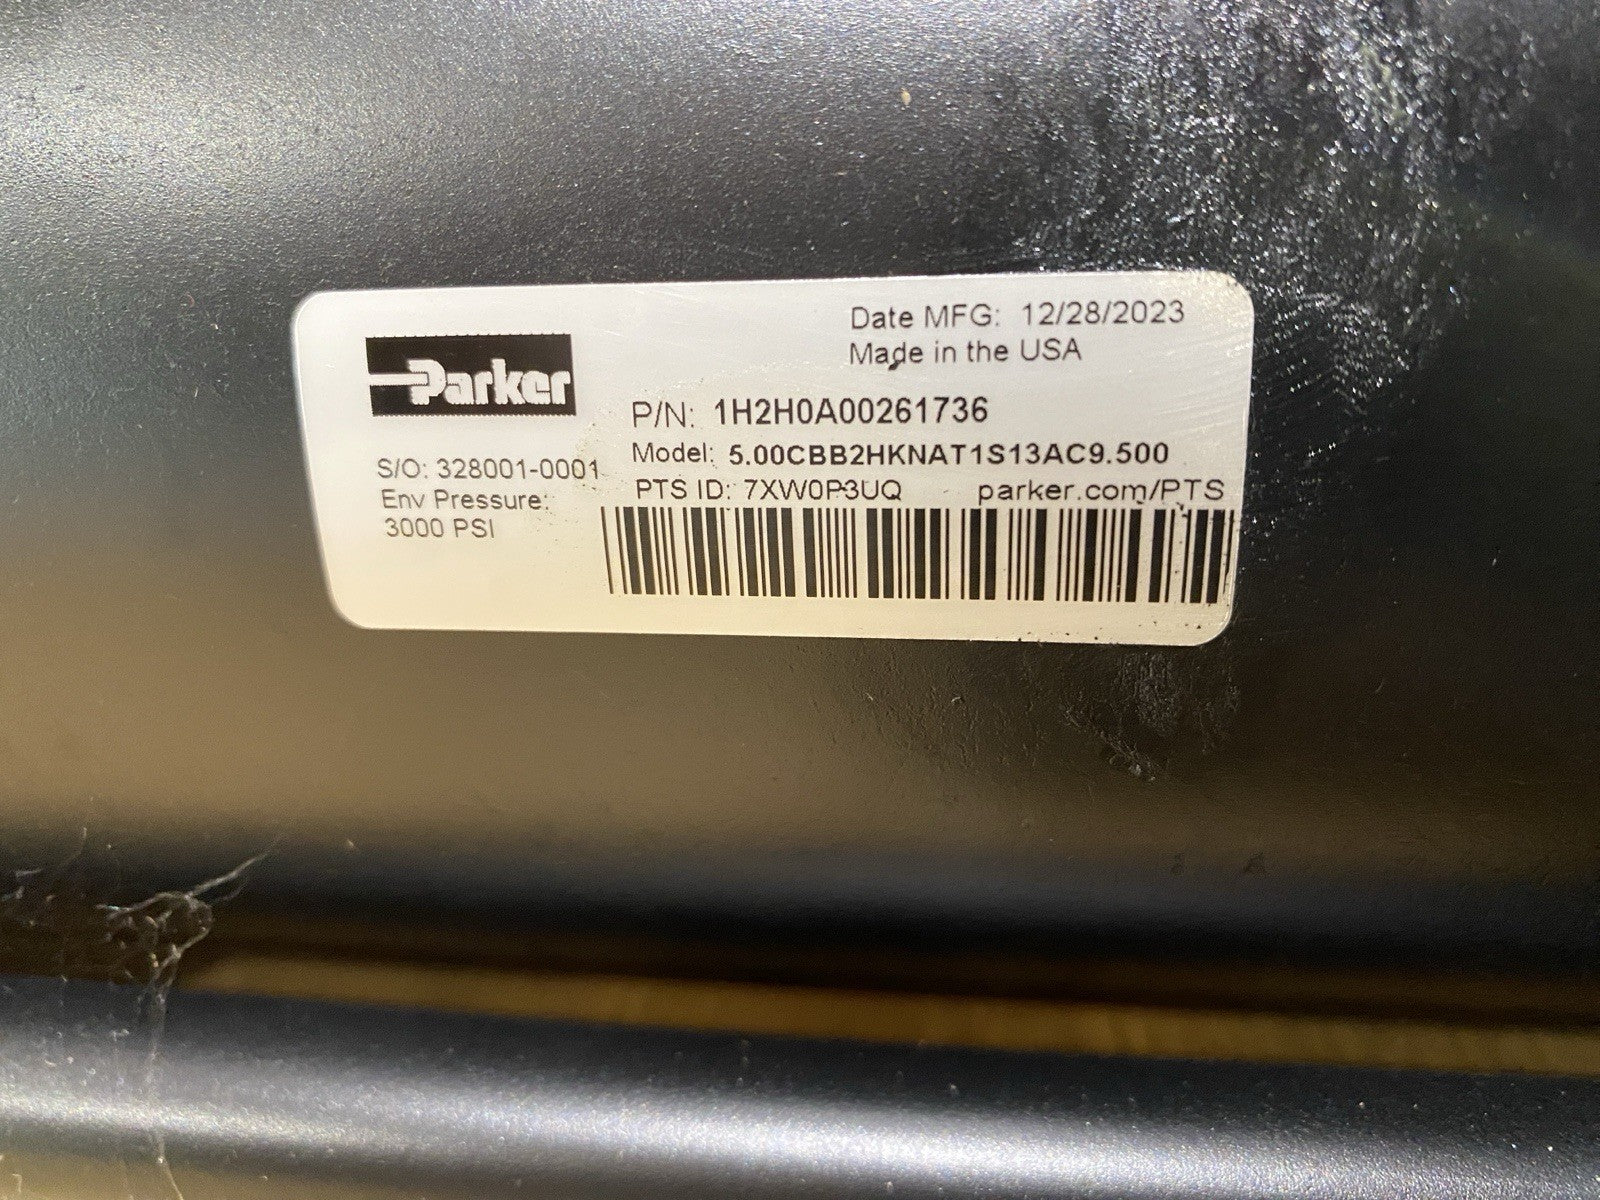 Parker
Date MFG: 12/28/2023
Made in the USA
P/N: 1H2H0A00261736
Model: 5.00CBB2HKNAT1S13AC9.500
S/O: 328001-0001
PTS ID: 7XW0P3UQ parker.com/PTS
Env Pressure:
3000 PSI